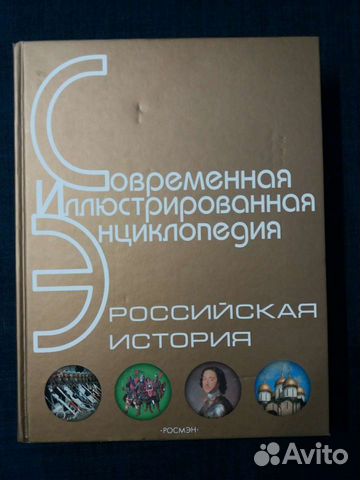 Современная
Иллюстрированная
Энциклопедия
РОССИЙСКАЯ
ИСТОРИЯ
·РОСМЭН·
Avito